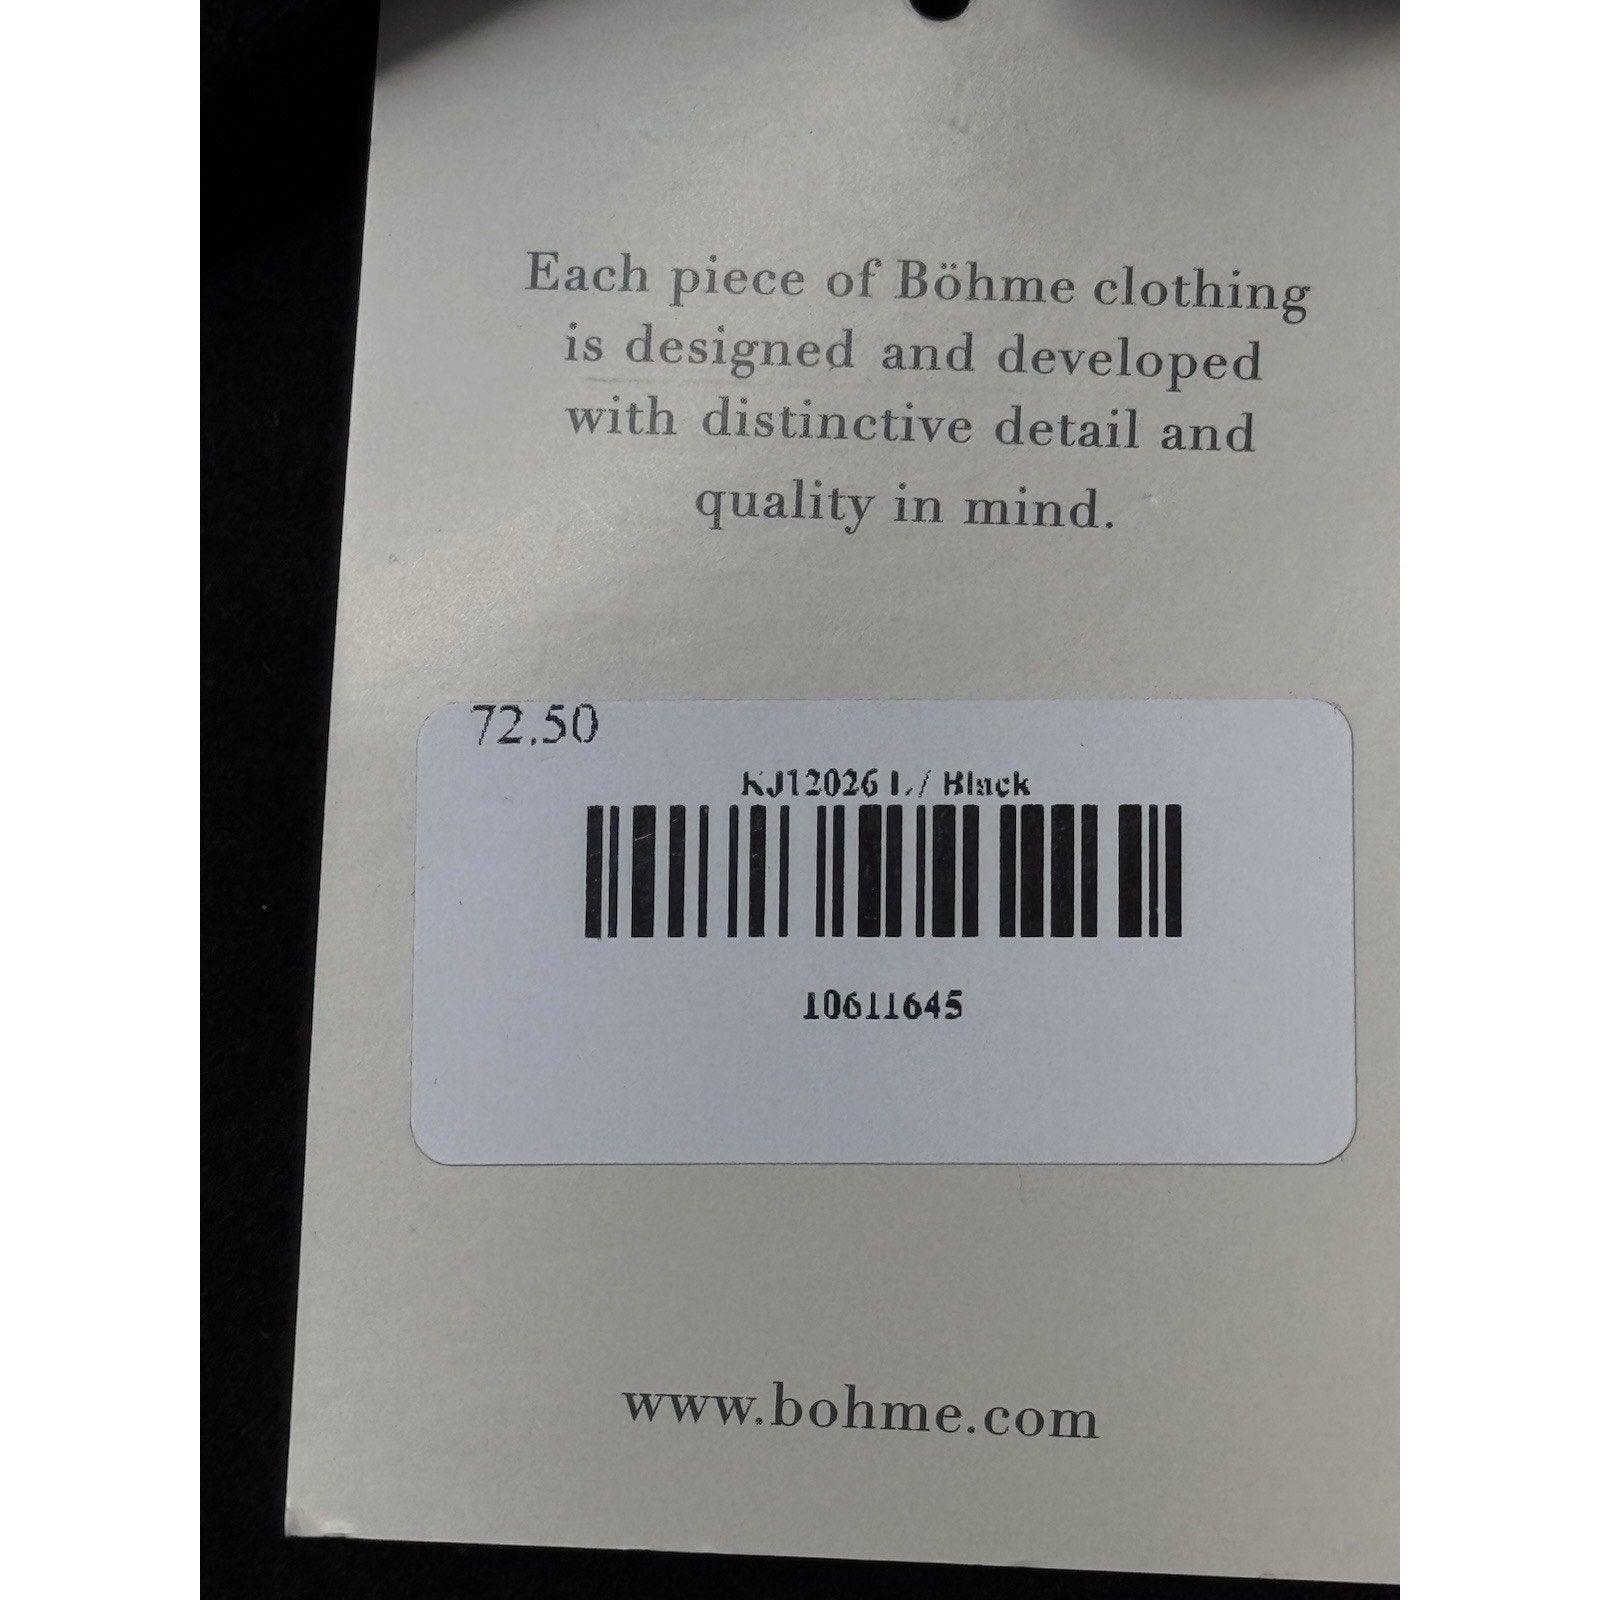 Each piece of Böhme clothing
is designed and developed
with distinctive detail and
quality in mind.
72.50
KJ12026 L / Black
10611645
www.bohme.com